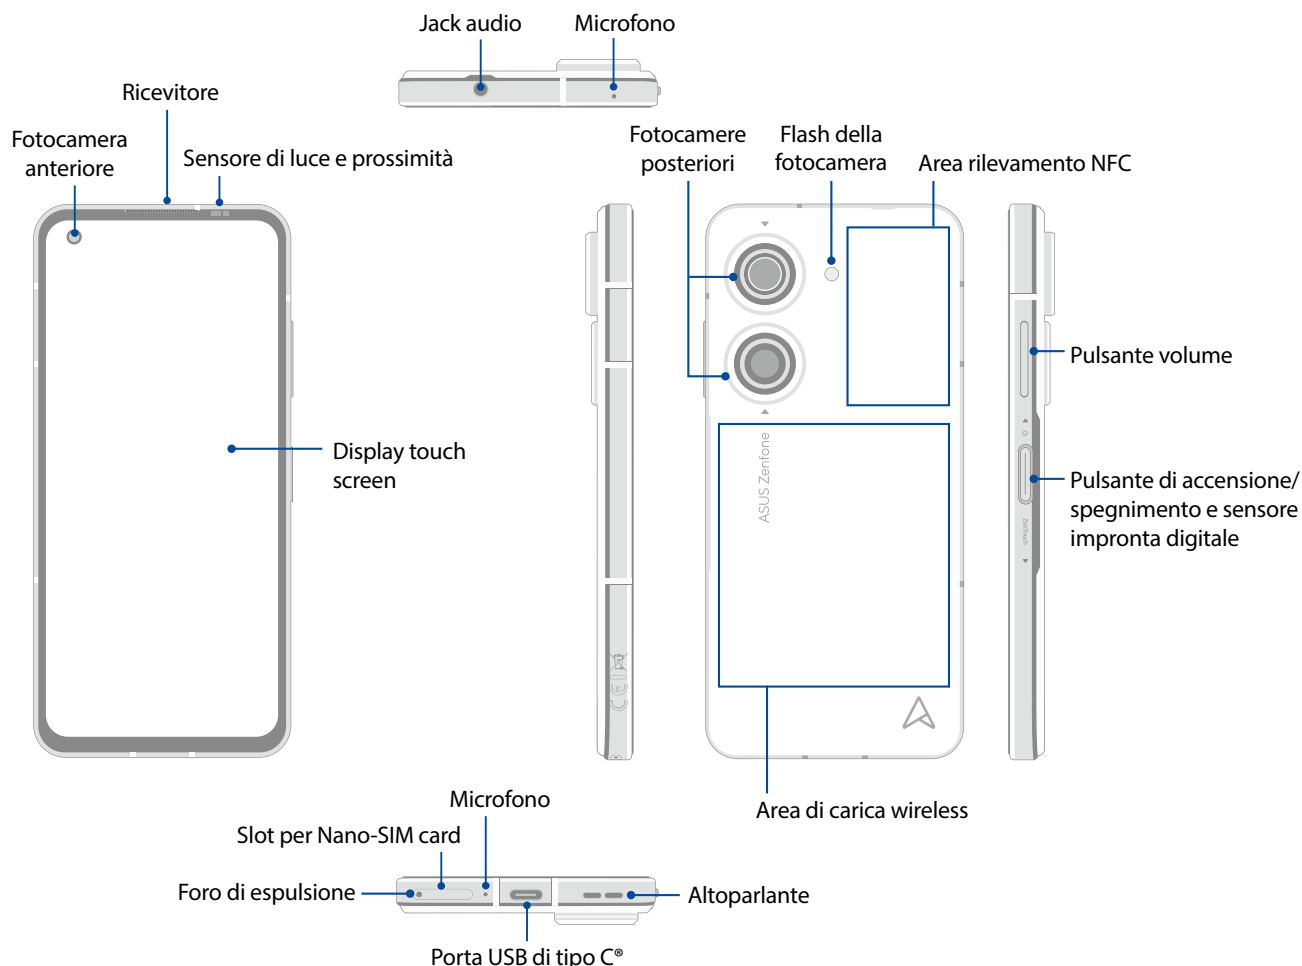 Jack audio
Microfono
Ricevitore
Fotocamera
anteriore
Sensore di luce e prossimità
Fotocamere
posteriori
Flash della
fotocamera
Area rilevamento NFC
Pulsante volume
Display touch
screen
ASUS Zenfone
Pulsante di accensione/
spegnimento e sensore
impronta digitale
ZenTouch
CE
Area di carica wireless
Microfono
Slot per Nano-SIM card
Foro di espulsione
Altoparlante
Porta USB di tipo C®